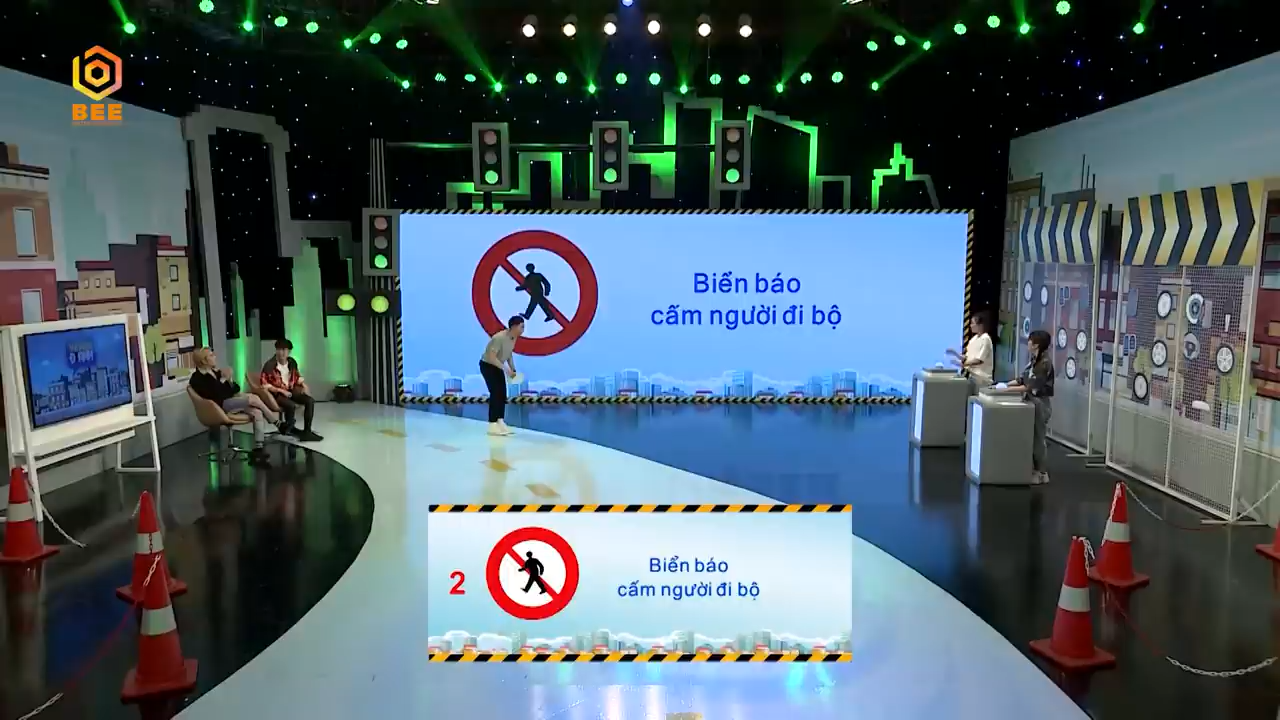 BEE
Biển báo
cấm người đi bộ
2
Biển báo
cấm người đi bộ